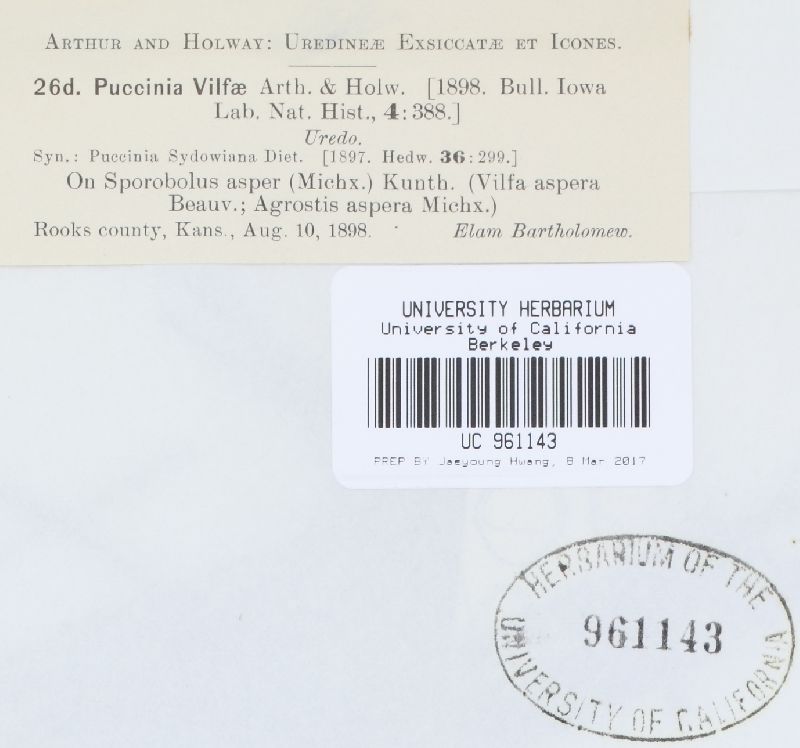 ARTHUR AND HOLWAY: UREDINEÆ EXSICCATÆ ET ICONES.
26d. Puccinia Vilfæ Arth. & Holw. [1898. Bull. Iowa
Lab. Nat. Hist., 4:388.]
Uredo.
Syn.: Puccinia Sydowiana Diet. [1897. Hedw. 36:299.]
On Sporobolus asper (Michx.) Kunth. (Vilfa aspera
Beauv.; Agrostis aspera Michx.)
Rooks county, Kans., Aug. 10, 1898. Elam Bartholomew.
UNIVERSITY HERBARIUM
University of California
Berkeley
UC 961143
PREP BY Jaeyoung Hwang, 8 Mar 2017
HERBARIUM OF THE
961143
UNIVERSITY OF CALIFORNIA